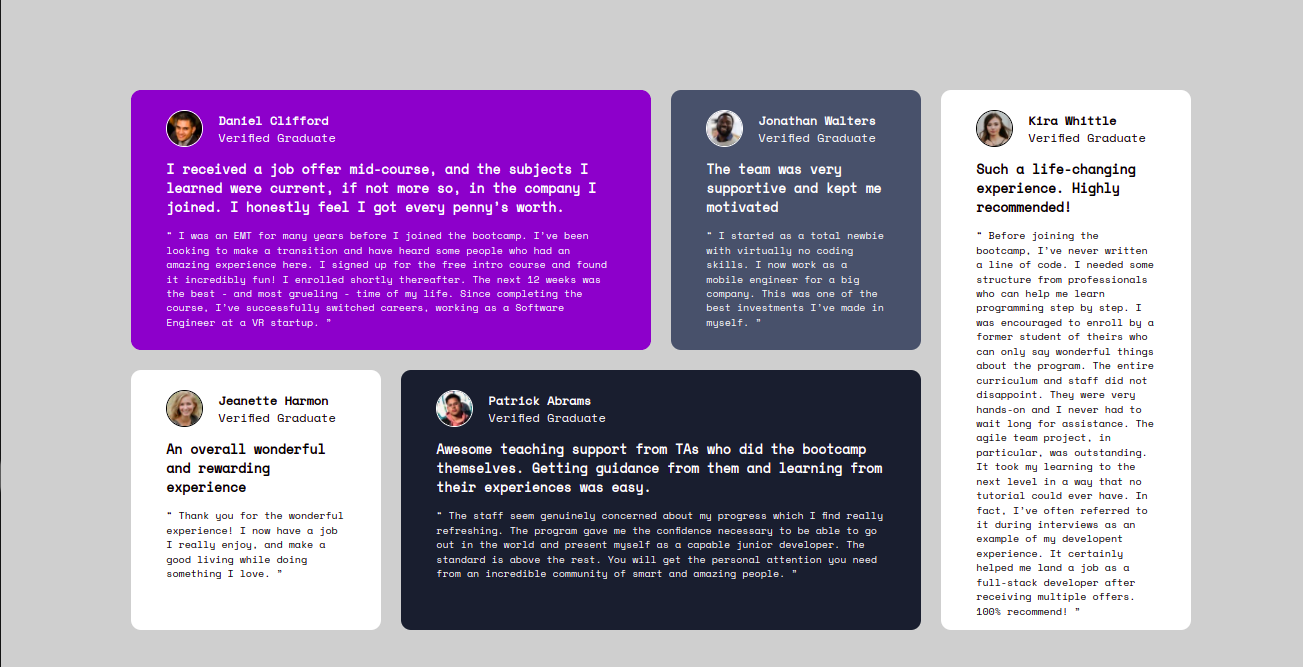 Daniel Clifford
Verified Graduate
I received a job offer mid-course, and the subjects I
learned were current, if not more so, in the company I
joined. I honestly feel I got every penny's worth.
" I was an EMT for many years before I joined the bootcamp. I've been
looking to make a transition and have heard some people who had an
amazing experience here. I signed up for the free intro course and found
it incredibly fun! I enrolled shortly thereafter. The next 12 weeks was
the best - and most grueling - time of my life. Since completing the
course, I've successfully switched careers, working as a Software
Engineer at a VR startup. "
Jonathan Walters
Verified Graduate
The team was very
supportive and kept me
motivated
" I started as a total newbie
with virtually no coding
skills. I now work as a
mobile engineer for a big
company. This was one of the
best investments I've made in
myself. "
Kira Whittle
Verified Graduate
Such a life-changing
experience. Highly
recommended!
" Before joining the
bootcamp, I've never written
a line of code. I needed some
structure from professionals
who can help me learn
programming step by step. I
was encouraged to enroll by a
former student of theirs who
can only say wonderful things
about the program. The entire
curriculum and staff did not
disappoint. They were very
hands-on and I never had to
wait long for assistance. The
agile team project, in
particular, was outstanding.
It took my learning to the
next level in a way that no
tutorial could ever have. In
fact, I've often referred to
it during interviews as an
example of my developent
experience. It certainly
helped me land a job as a
full-stack developer after
receiving multiple offers.
100% recommend! "
Jeanette Harmon
Verified Graduate
An overall wonderful
and rewarding
experience
" Thank you for the wonderful
experience! I now have a job
I really enjoy, and make a
good living while doing
something I love. "
Patrick Abrams
Verified Graduate
Awesome teaching support from TAs who did the bootcamp
themselves. Getting guidance from them and learning from
their experiences was easy.
" The staff seem genuinely concerned about my progress which I find really
refreshing. The program gave me the confidence necessary to be able to go
out in the world and present myself as a capable junior developer. The
standard is above the rest. You will get the personal attention you need
from an incredible community of smart and amazing people. "